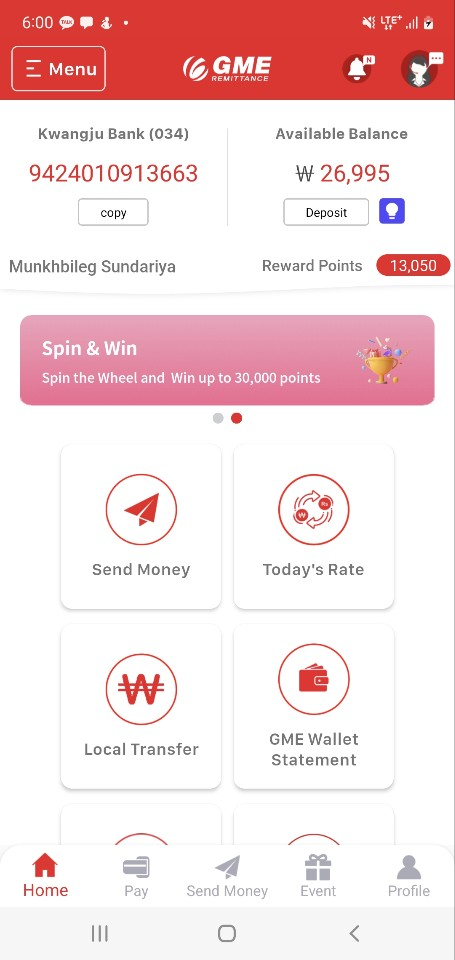 6:00
TALK
LTE+
Menu
GME
REMITTANCE
N
Kwangju Bank (034)
Available Balance
9424010913663
₩ 26,995
copy
Deposit
Munkhbileg Sundariya
Reward Points
13,050
Spin & Win
Spin the Wheel and Win up to 30,000 points
Send Money
Today's Rate
Local Transfer
GME Wallet
Statement
Home
Pay
Send Money
Event
Profile